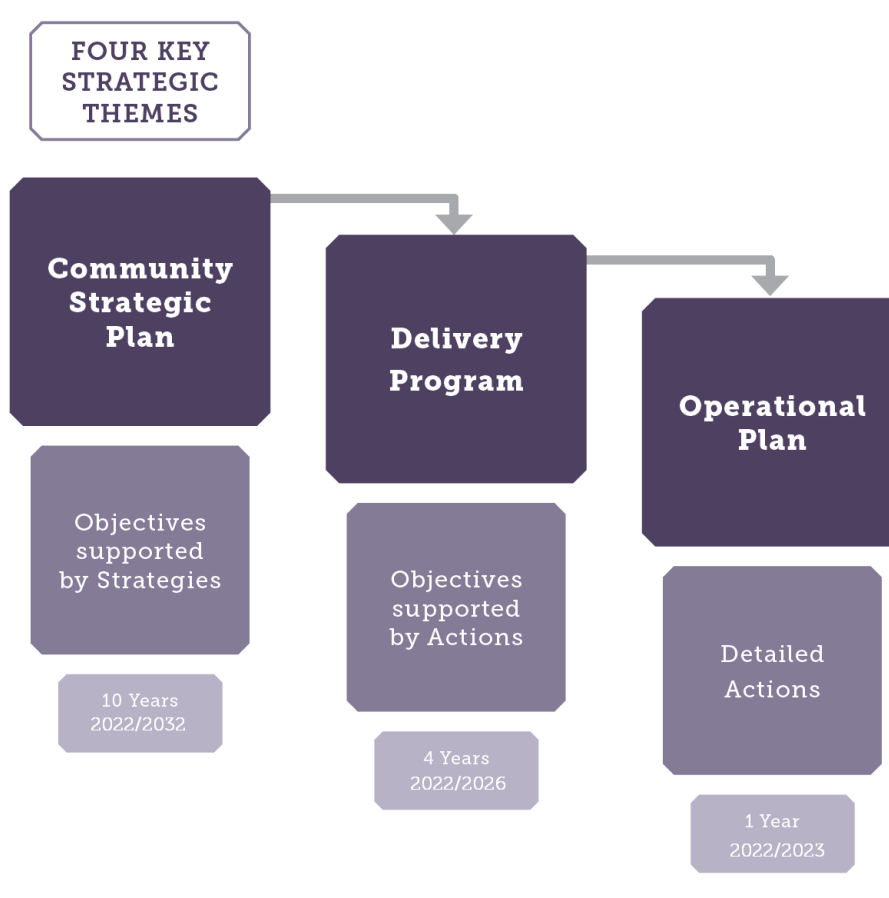 FOUR KEY
STRATEGIC
THEMES
Community
Strategic
Plan
Objectives
supported
by Strategies
10 Years
2022/2032
Delivery
Program
Objectives
supported
by Actions
4 Years
2022/2026
Operational
Plan
Detailed
Actions
1 Year
2022/2023